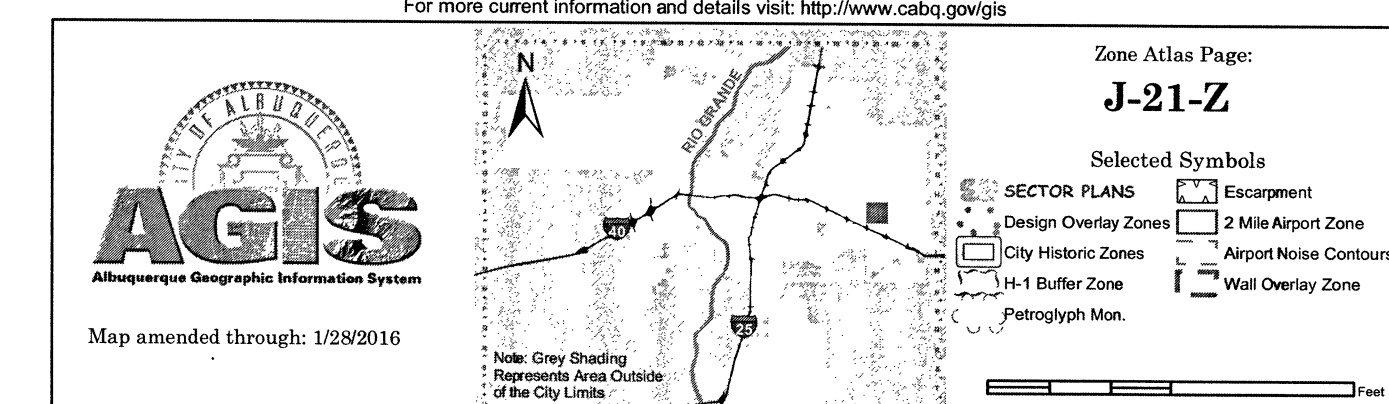 For more current information and details visit: http://www.cabq.gov/gis
CITY OF ALBUQUERQUE
AGIS
Albuquerque Geographic Information System
Map amended through: 1/28/2016
N
RIO GRANDE
40
25
Note: Grey Shading
Represents Area Outside
of the City Limits
Zone Atlas Page:
J-21-Z
Selected Symbols
SECTOR PLANS
Escarpment
Design Overlay Zones
2 Mile Airport Zone
City Historic Zones
Airport Noise Contours
H-1 Buffer Zone
Wall Overlay Zone
Petroglyph Mon.
Feet